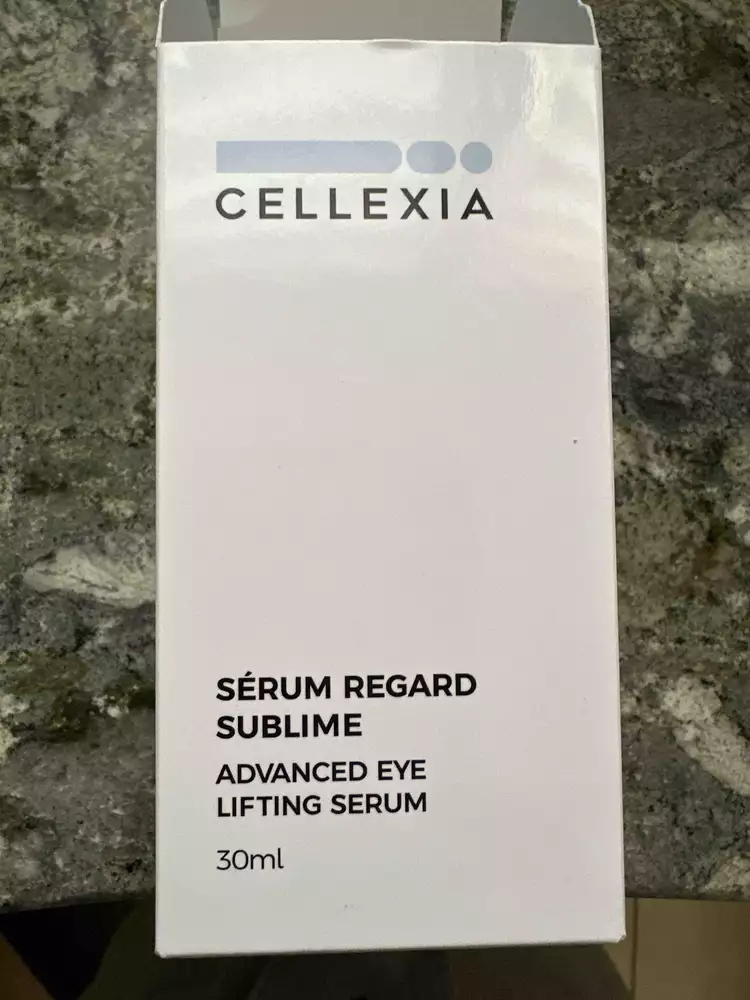 CELLEXIA
SÉRUM REGARD
SUBLIME
ADVANCED EYE
LIFTING SERUM
30ml